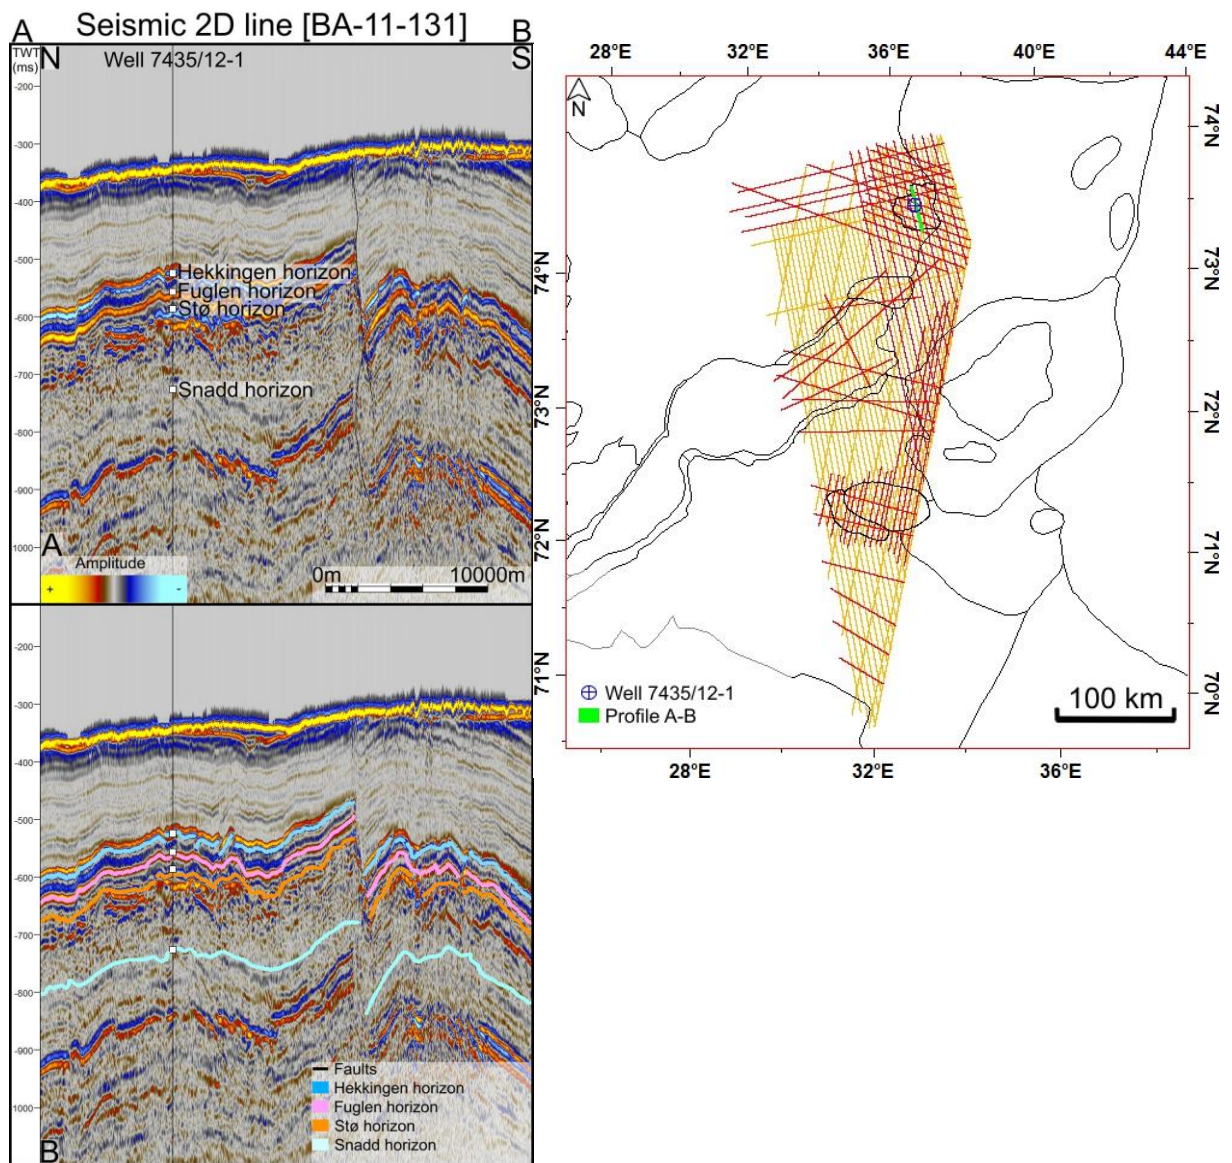 A Seismic 2D line [BA-11-131] B
TWT
(ms)
N Well 7435/12-1 S
-200
-300
-400
-500
-600
-700
-800
-900
1000
Hekkingen horizon
Fuglen horizon
Stø horizon
Snadd horizon
A
Amplitude
+ -
0m 10000m
-200
-300
-400
-500
-600
-700
-800
-900
1000
Faults
Hekkingen horizon
Fuglen horizon
Stø horizon
Snadd horizon
B
28°E 32°E 36°E 40°E 44°E
N
74°N
73°N
72°N
71°N
74°N
73°N
72°N
71°N
70°N
Well 7435/12-1
Profile A-B
100 km
28°E 32°E 36°E